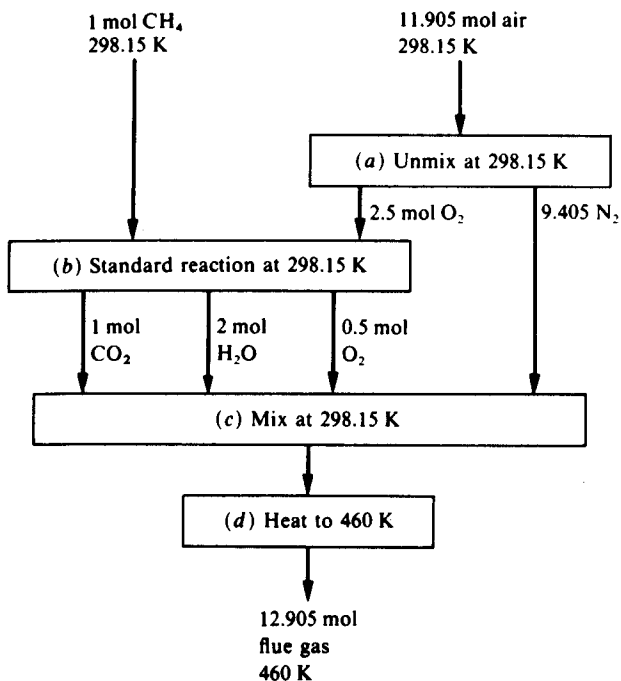 1 mol CH₄
298.15 K
11.905 mol air
298.15 K
(a) Unmix at 298.15 K
2.5 mol O₂
9.405 N₂
(b) Standard reaction at 298.15 K
1 mol
CO₂
2 mol
H₂O
0.5 mol
O₂
(c) Mix at 298.15 K
(d) Heat to 460 K
12.905 mol
flue gas
460 K